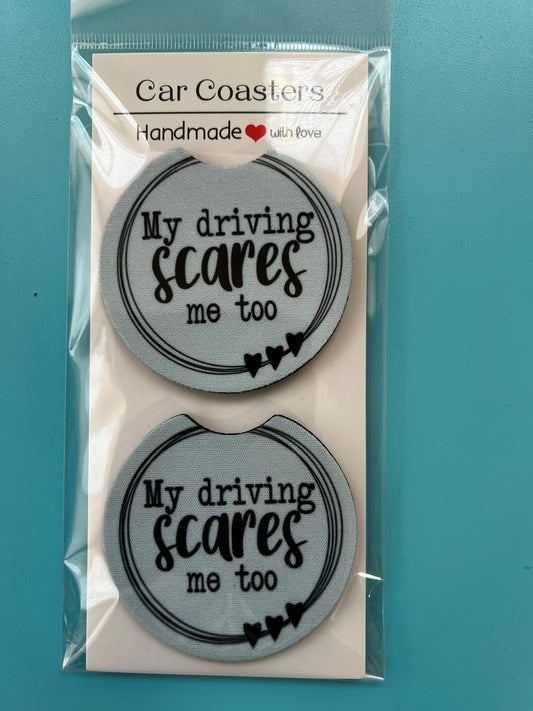 Car Coasters
Handmade with love
My driving
scares
me too
My driving
scares
me too